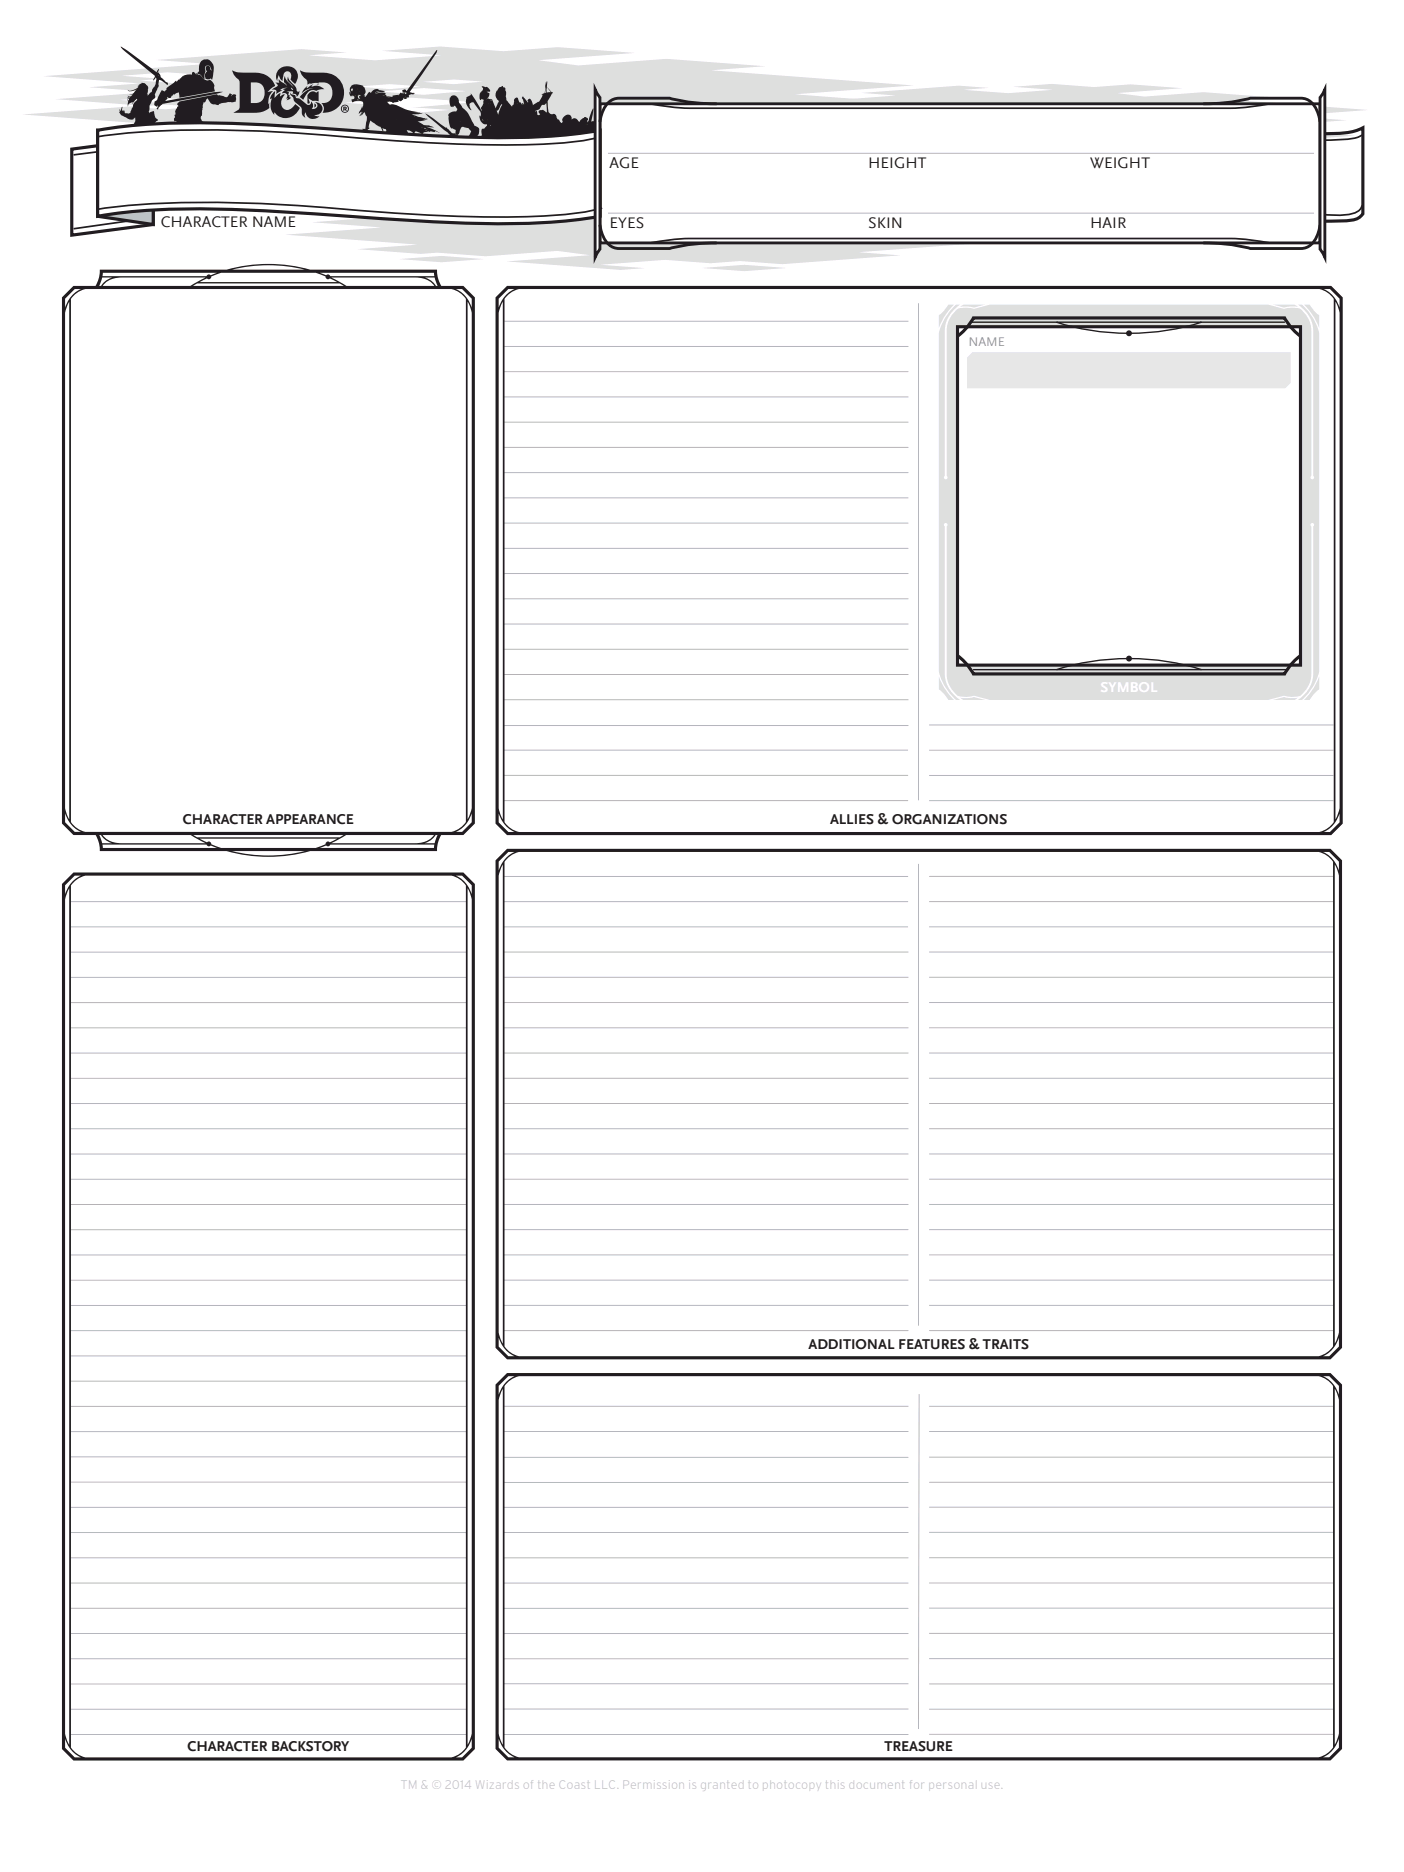 D&D®
AGE HEIGHT WEIGHT
CHARACTER NAME
EYES SKIN HAIR
NAME
SYMBOL
CHARACTER APPEARANCE
ALLIES & ORGANIZATIONS
ADDITIONAL FEATURES & TRAITS
CHARACTER BACKSTORY
TREASURE
TM & © 2014 Wizards of the Coast LLC. Permission is granted to photocopy this document for personal use.